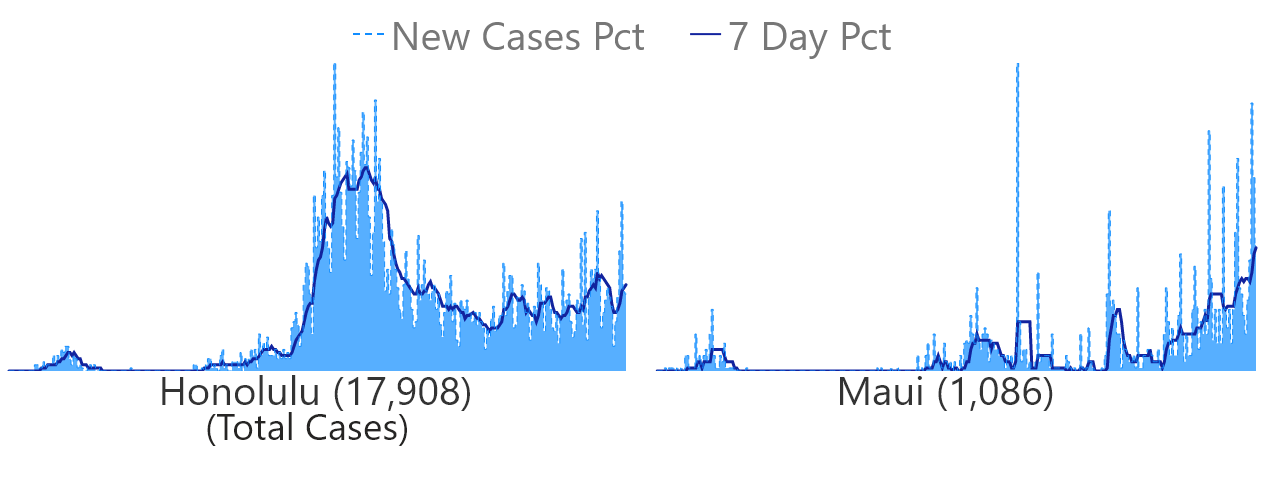 New Cases Pct 7 Day Pct
Honolulu (17,908) Maui (1,086)
(Total Cases)